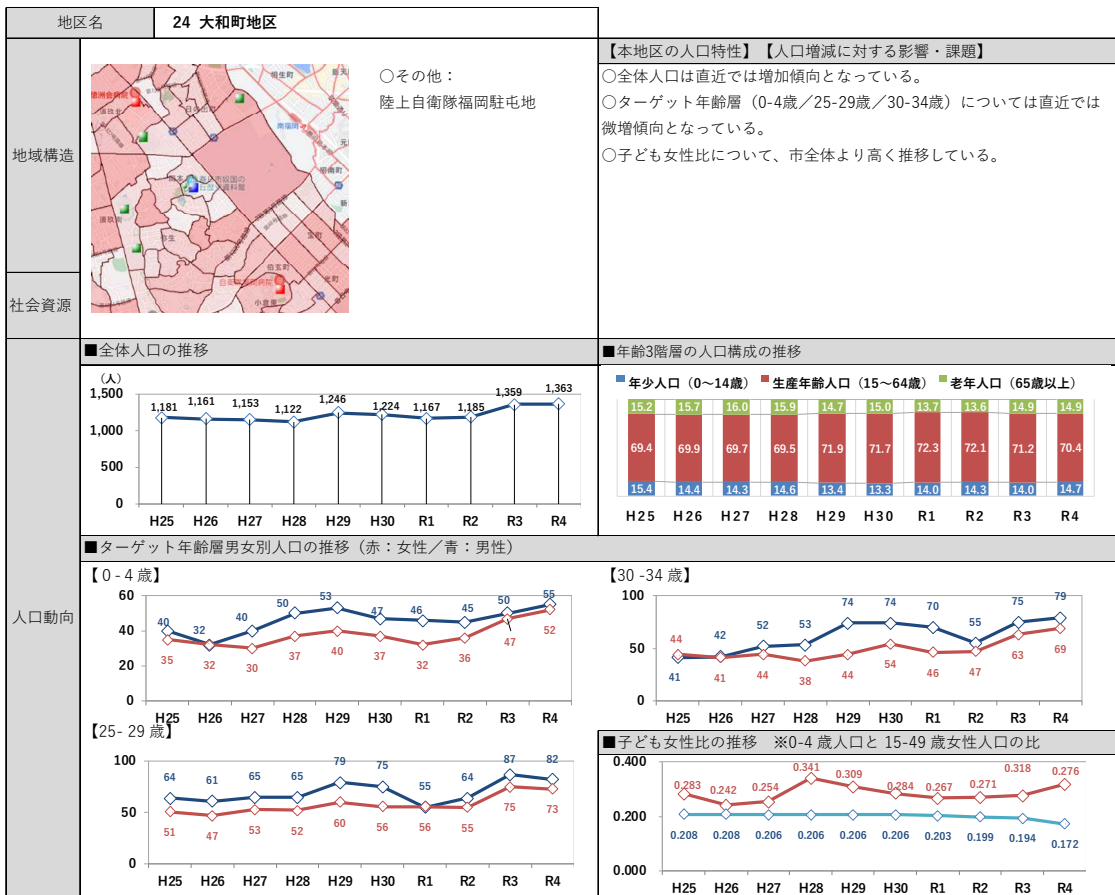 地区名
24 大和町地区
地域構造
社会資源
○その他：
陸上自衛隊福岡駐屯地
【本地区の人口特性】【人口増減に対する影響・課題】
○全体人口は直近では増加傾向となっている。
○ターゲット年齢層（0-4歳／25-29歳／30-34歳）については直近では
微増傾向となっている。
○子ども女性比について、市全体より高く推移している。
南福岡
弥生
人口動向
■全体人口の推移
（人）
1,500
1,000
500
0
1,181 1,161 1,153 1,122 1,246 1,224 1,167 1,185 1,359 1,363
H25 H26 H27 H28 H29 H30 R1 R2 R3 R4
■年齢3階層の人口構成の推移
年少人口（0～14歳） 生産年齢人口（15～64歳） 老年人口（65歳以上）
15.2 15.7 16.0 15.9 14.7 15.0 13.7 13.6 14.9 14.9
69.4 69.9 69.7 69.5 71.9 71.7 72.3 72.1 71.2 70.4
15.4 14.4 14.3 14.6 13.4 13.3 14.0 14.3 14.0 14.7
H25 H26 H27 H28 H29 H30 R1 R2 R3 R4
■ターゲット年齢層男女別人口の推移（赤：女性／青：男性）
【0-4歳】
60
40
20
0
40 32 40 50 53 47 46 45 50 55
35 32 30 37 40 37 32 36 47 52
H25 H26 H27 H28 H29 H30 R1 R2 R3 R4
【30-34歳】
100
50
0
44 42 52 53 74 74 70 55 75 79
41 41 44 38 44 54 46 47 63 69
H25 H26 H27 H28 H29 H30 R1 R2 R3 R4
【25-29歳】
100
50
0
64 61 65 65 79 75 55 64 87 82
51 47 53 52 60 56 56 55 75 73
H25 H26 H27 H28 H29 H30 R1 R2 R3 R4
■子ども女性比の推移　※0-4歳人口と15-49歳女性人口の比
0.400
0.200
0.000
0.283 0.242 0.254 0.341 0.309 0.284 0.267 0.271 0.318 0.276
0.208 0.208 0.206 0.206 0.206 0.206 0.203 0.199 0.194 0.172
H25 H26 H27 H28 H29 H30 R1 R2 R3 R4